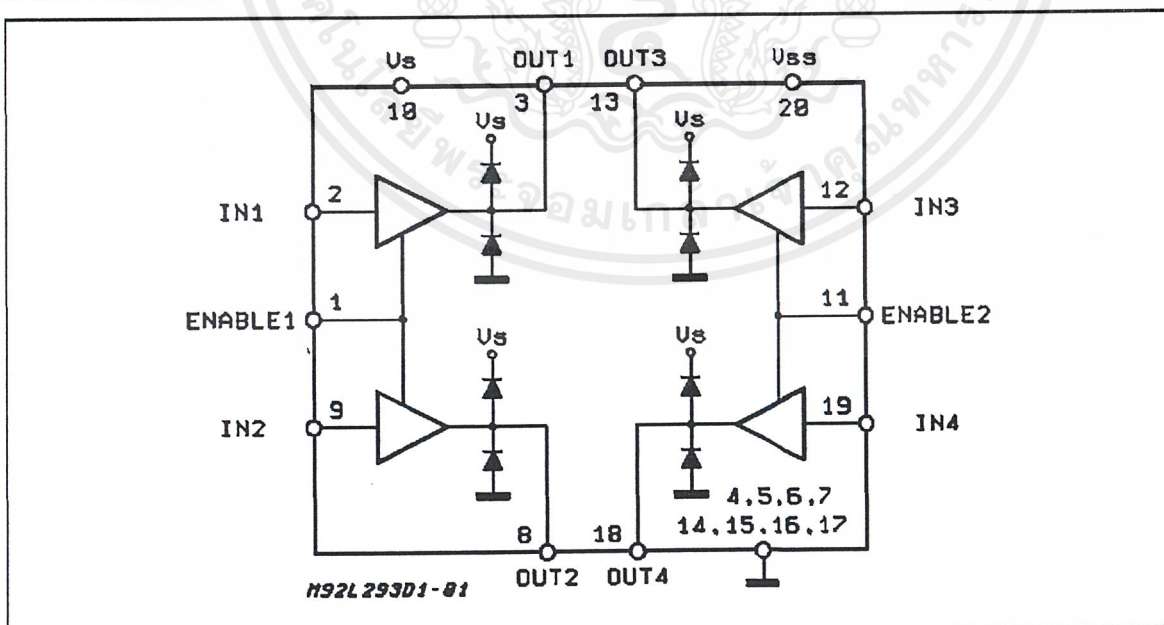 Vs OUT1 OUT3 Vss
10 3 13 20
Vs Vs
IN1 2 12 IN3
ENABLE1 1 11 ENABLE2
Vs Vs
IN2 9 19 IN4
4,5,6,7
8 18 14,15,16,17
OUT2 OUT4
M92L293D1-01